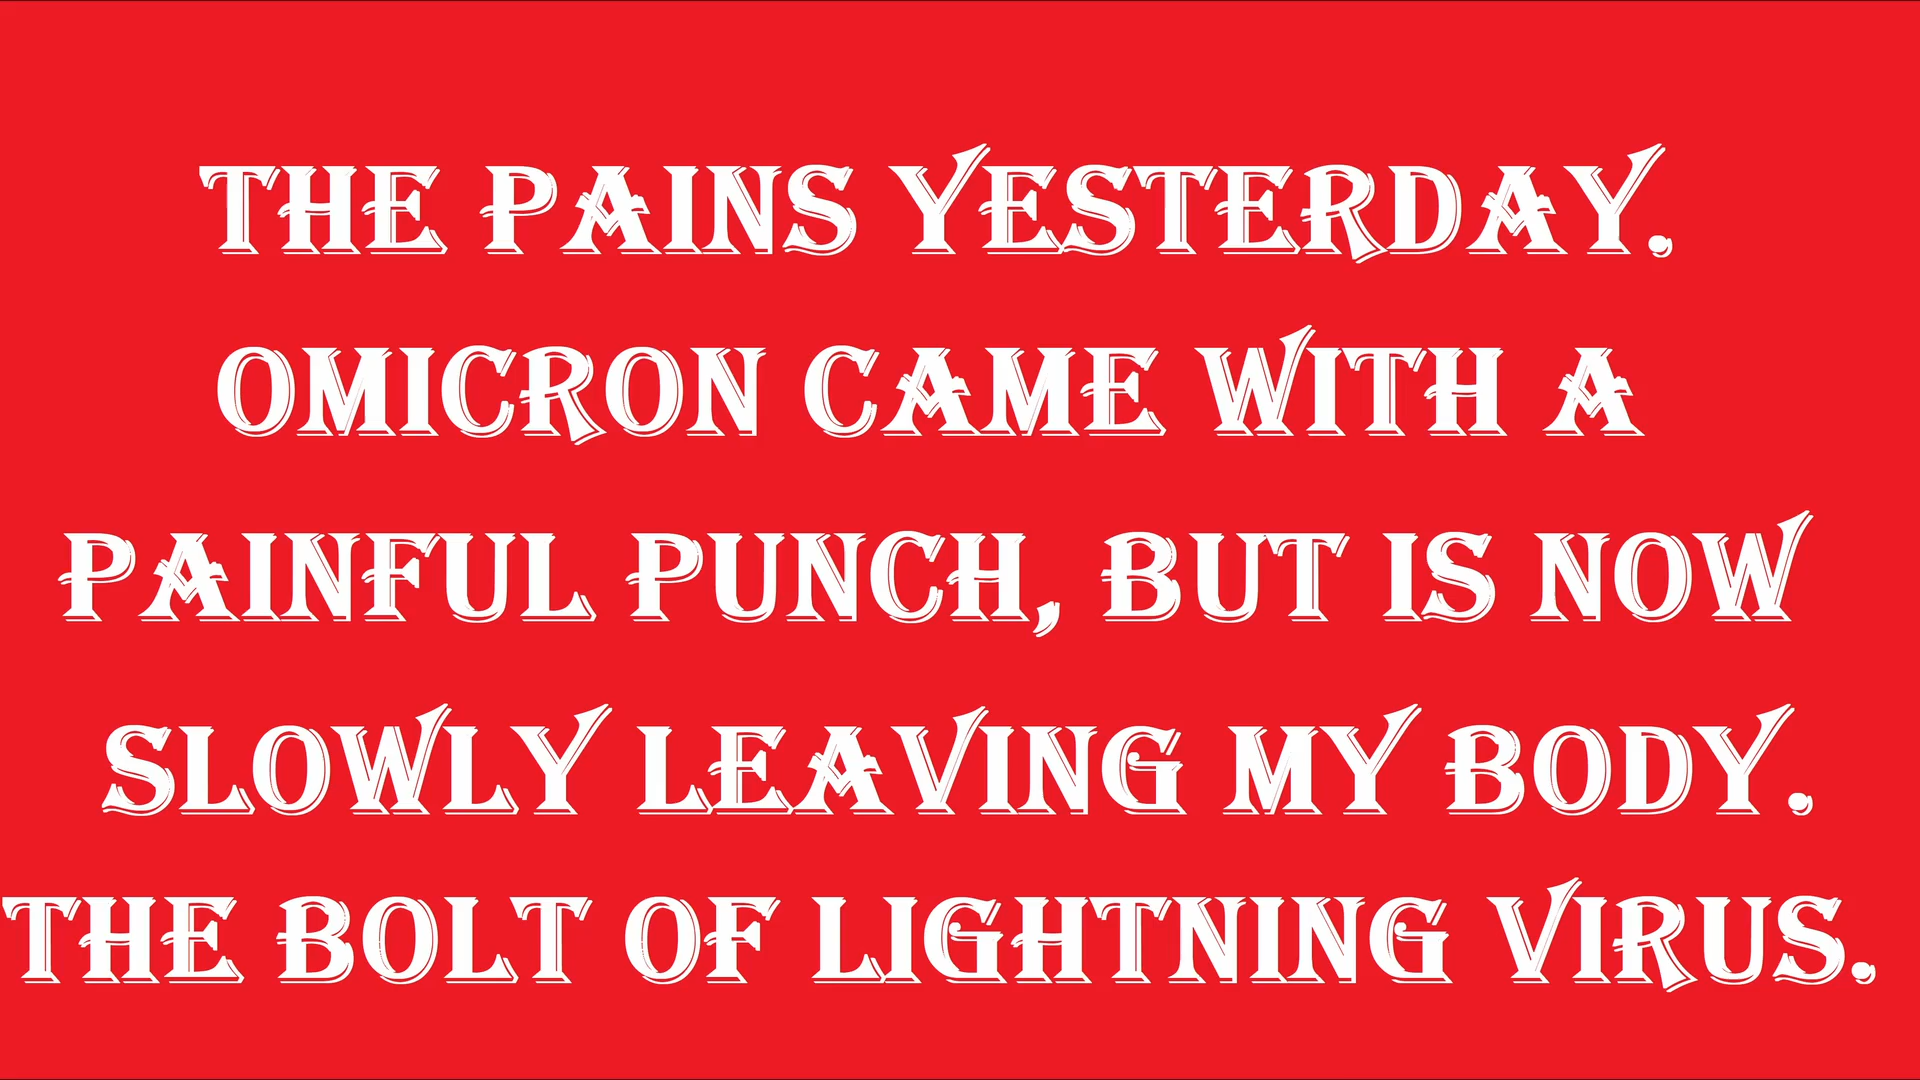 THE PAINS YESTERDAY.
OMICRON CAME WITH A
PAINFUL PUNCH, BUT IS NOW
SLOWLY LEAVING MY BODY.
THE BOLT OF LIGHTNING VIRUS.